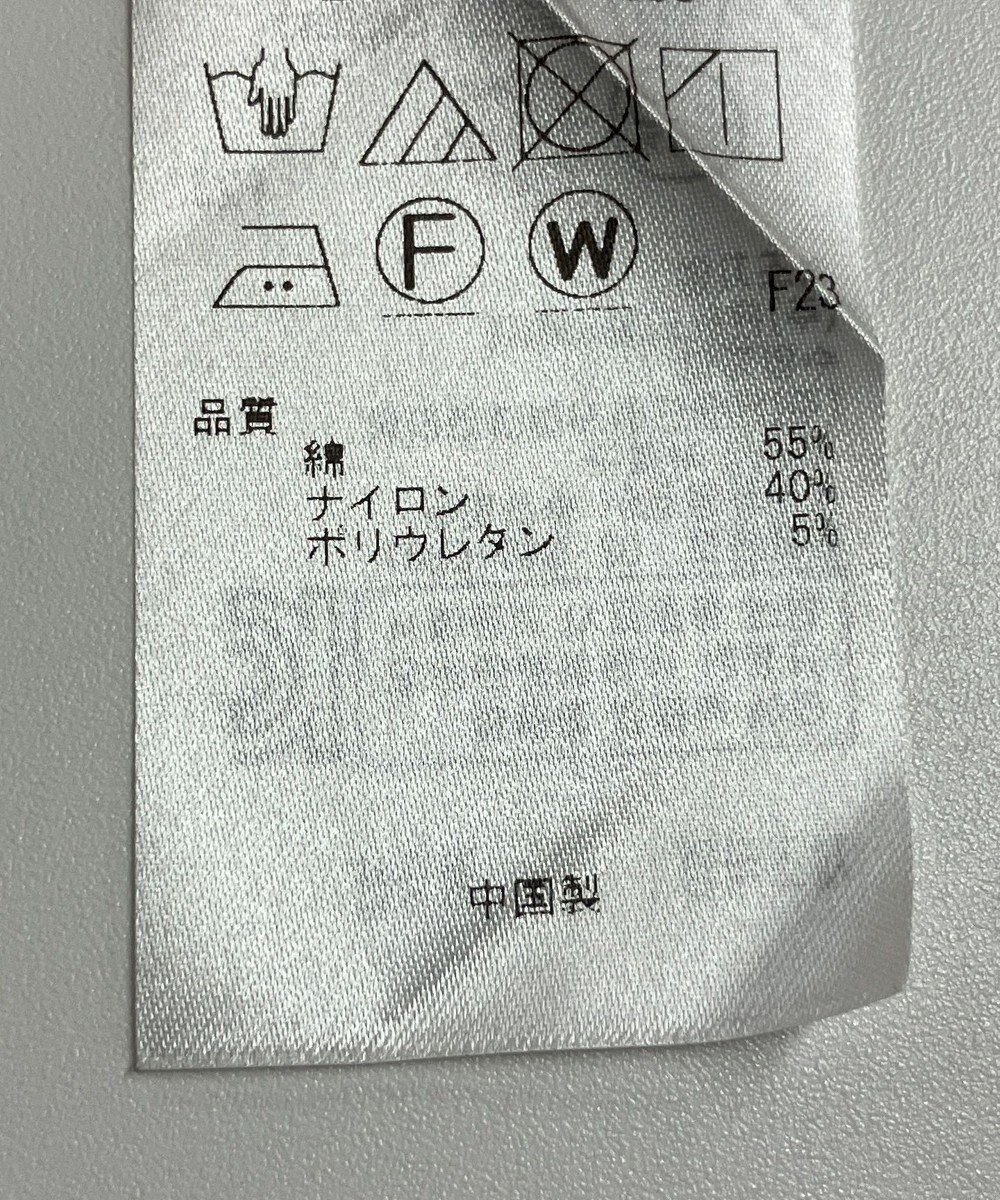 F W
F23
品質
綿 55%
ナイロン 40%
ポリウレタン 5%
中国製